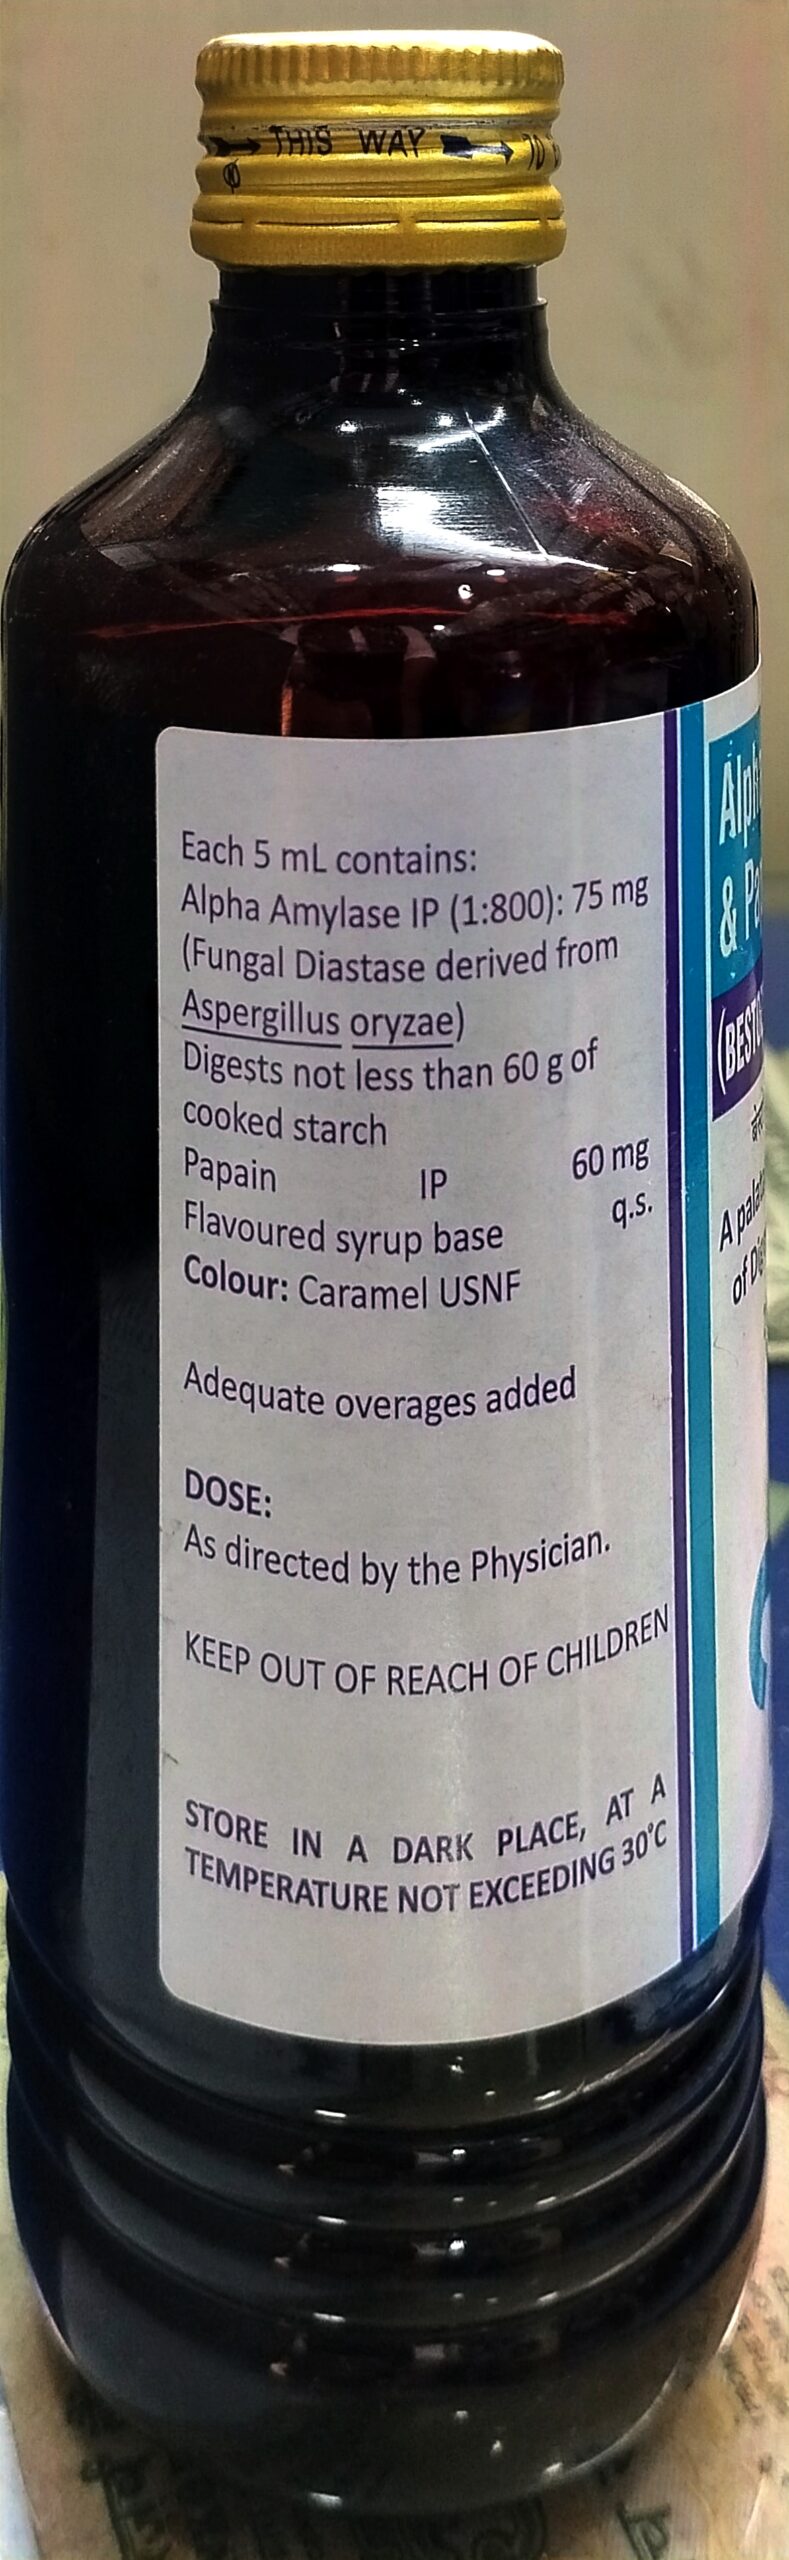 THIS WAY
Each 5 mL contains:
Alpha Amylase IP (1:800): 75 mg
(Fungal Diastase derived from
Aspergillus oryzae)
Digests not less than 60 g of
cooked starch
Papain IP 60 mg
Flavoured syrup base q.s.
Colour: Caramel USNF
Adequate overages added
DOSE:
As directed by the Physician.
KEEP OUT OF REACH OF CHILDREN
STORE IN A DARK PLACE, AT A
TEMPERATURE NOT EXCEEDING 30°C
&
A
of